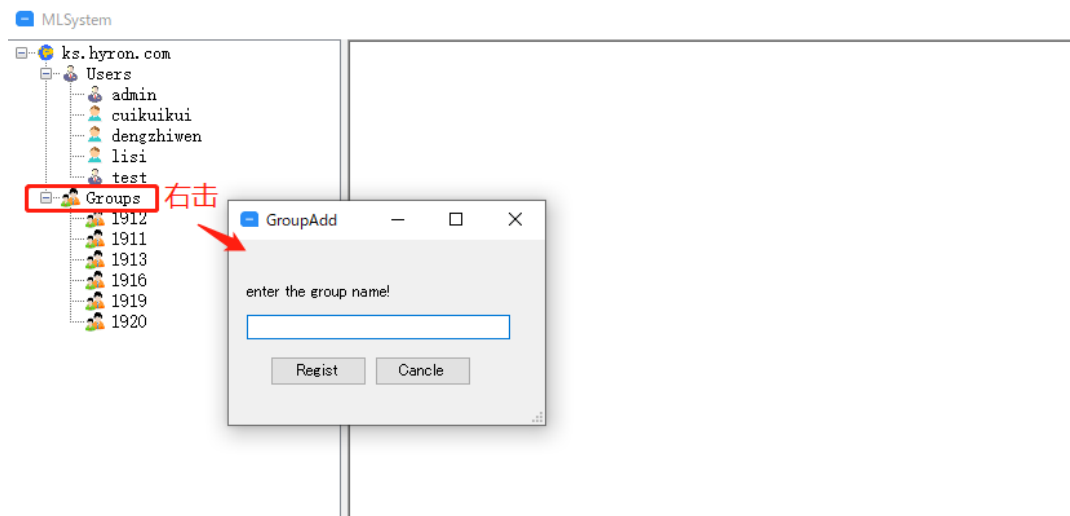 MLSystem
ks.hyron.com
Users
admin
cuikuikui
dengzhiwen
lisi
test
Groups
右击
1912
1911
1913
1916
1919
1920
GroupAdd
enter the group name!
Regist
Cancle